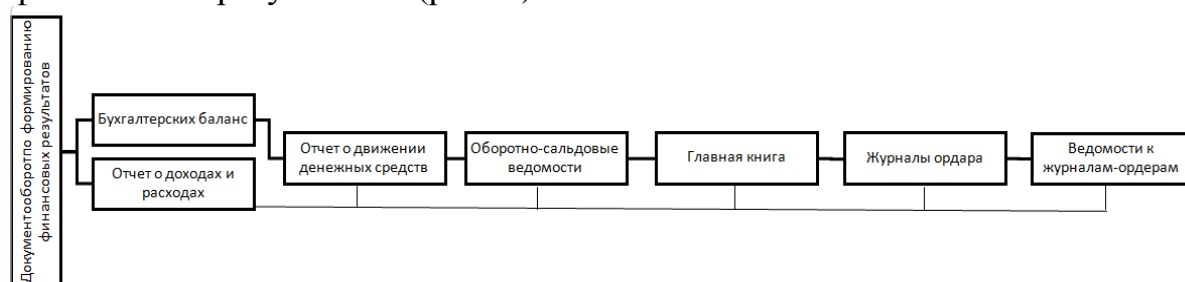 Документооборотпо формированию
финансовых результатов
Бухгалтерских баланс
Отчет о доходах и
расходах
Отчет о движении
денежных средств
Оборотно-сальдовые
ведомости
Главная книга
Журналы ордара
Ведомости к
журналам-ордерам